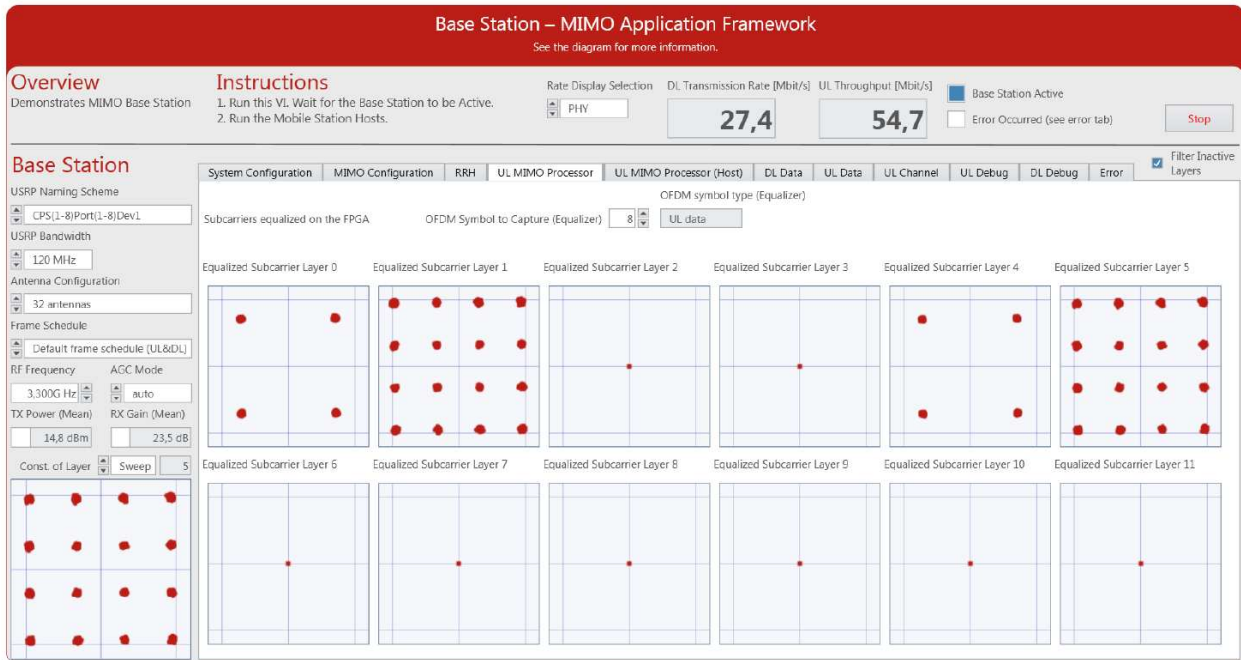 Base Station – MIMO Application Framework
See the diagram for more information.
Overview
Demonstrates MIMO Base Station
Instructions
1. Run this VI. Wait for the Base Station to be Active.
2. Run the Mobile Station Hosts.
Rate Display Selection
PHY
DL Transmission Rate [Mbit/s]
27,4
UL Throughput [Mbit/s]
54,7
Base Station Active
Error Occurred (see error tab)
Stop
Base Station
USRP Naming Scheme
CPS(1-8)Port(1-8)Dev1
USRP Bandwidth
120 MHz
Antenna Configuration
32 antennas
Frame Schedule
Default frame schedule (UL&DL)
RF Frequency AGC Mode
3,300G Hz auto
TX Power (Mean) RX Gain (Mean)
14,8 dBm 23,5 dB
Const. of Layer Sweep 5
System Configuration MIMO Configuration RRH UL MIMO Processor UL MIMO Processor (Host) DL Data UL Data UL Channel UL Debug DL Debug Error
Filter Inactive
Layers
OFDM symbol type (Equalizer)
Subcarriers equalized on the FPGA OFDM Symbol to Capture (Equalizer) 8 UL data
Equalized Subcarrier Layer 0 Equalized Subcarrier Layer 1 Equalized Subcarrier Layer 2 Equalized Subcarrier Layer 3 Equalized Subcarrier Layer 4 Equalized Subcarrier Layer 5
Equalized Subcarrier Layer 6 Equalized Subcarrier Layer 7 Equalized Subcarrier Layer 8 Equalized Subcarrier Layer 9 Equalized Subcarrier Layer 10 Equalized Subcarrier Layer 11